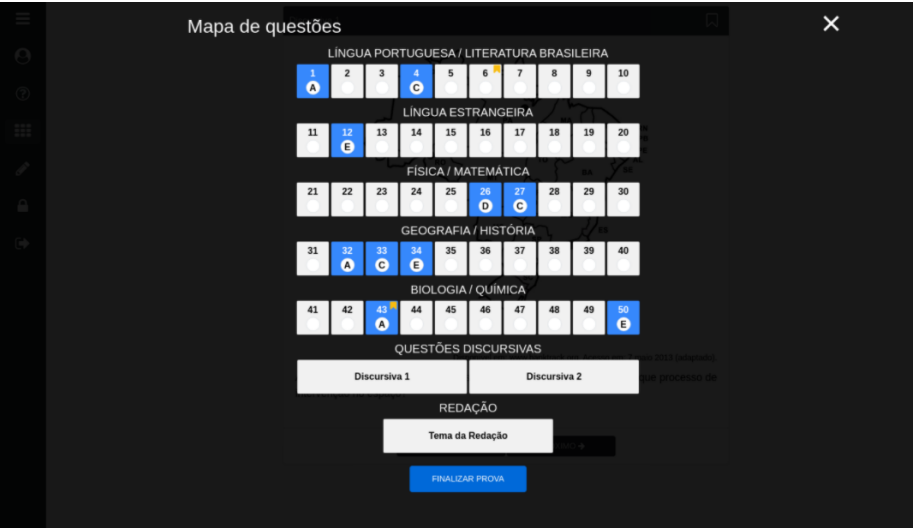 Mapa de questões ×
LÍNGUA PORTUGUESA / LITERATURA BRASILEIRA
1 2 3 4 5 6 7 8 9 10
A C
LÍNGUA ESTRANGEIRA
11 12 13 14 15 16 17 18 19 20
E
FÍSICA / MATEMÁTICA
21 22 23 24 25 26 27 28 29 30
D C
GEOGRAFIA / HISTÓRIA
31 32 33 34 35 36 37 38 39 40
A C E
BIOLOGIA / QUÍMICA
41 42 43 44 45 46 47 48 49 50
A E
QUESTÕES DISCURSIVAS
Discursiva 1 Discursiva 2
que processo de
REDAÇÃO
Tema da Redação
FINALIZAR PROVA